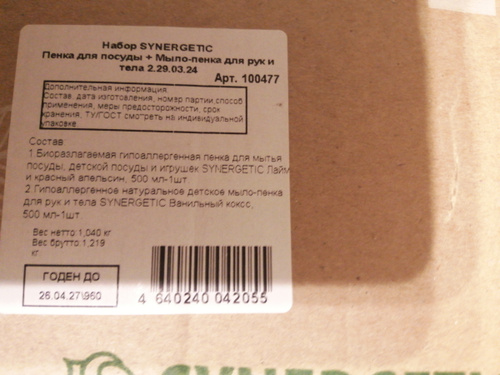 Набор SYNERGETIC
Пенка для посуды + Мыло-пенка для рук и
тела 2.29.03.24
Арт. 100477
Дополнительная информация:
Состав, дата изготовления, номер партии,способ
применения, меры предосторожности, срок
хранения, ТУ/ГОСТ смотреть на индивидуальной
упаковке.
Состав:
1.Биоразлагаемая гипоаллергенная пенка для мытья
посуды, детской посуды и игрушек SYNERGETIC Лайм
и красный апельсин, 500 мл-1шт.
2.Гипоаллергенное натуральное детское мыло-пенка
для рук и тела SYNERGETIC Ванильный кокос,
500 мл-1шт.
Вес нетто:1,040 кг
Вес брутто:1,219
кг
ГОДЕН ДО
26.04.27\960
4 640240 042055